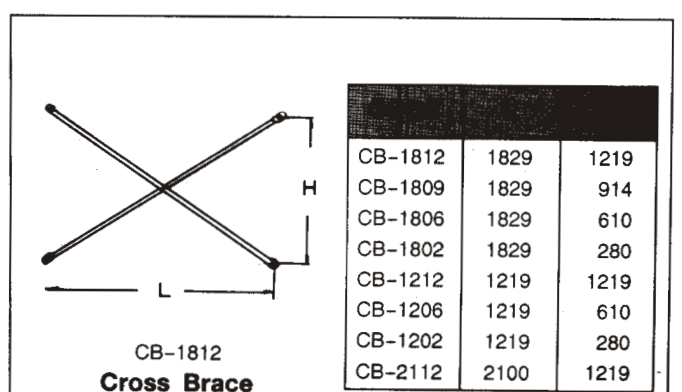 H
L
CB-1812
Cross Brace
CB-1812 1829 1219
CB-1809 1829 914
CB-1806 1829 610
CB-1802 1829 280
CB-1212 1219 1219
CB-1206 1219 610
CB-1202 1219 280
CB-2112 2100 1219